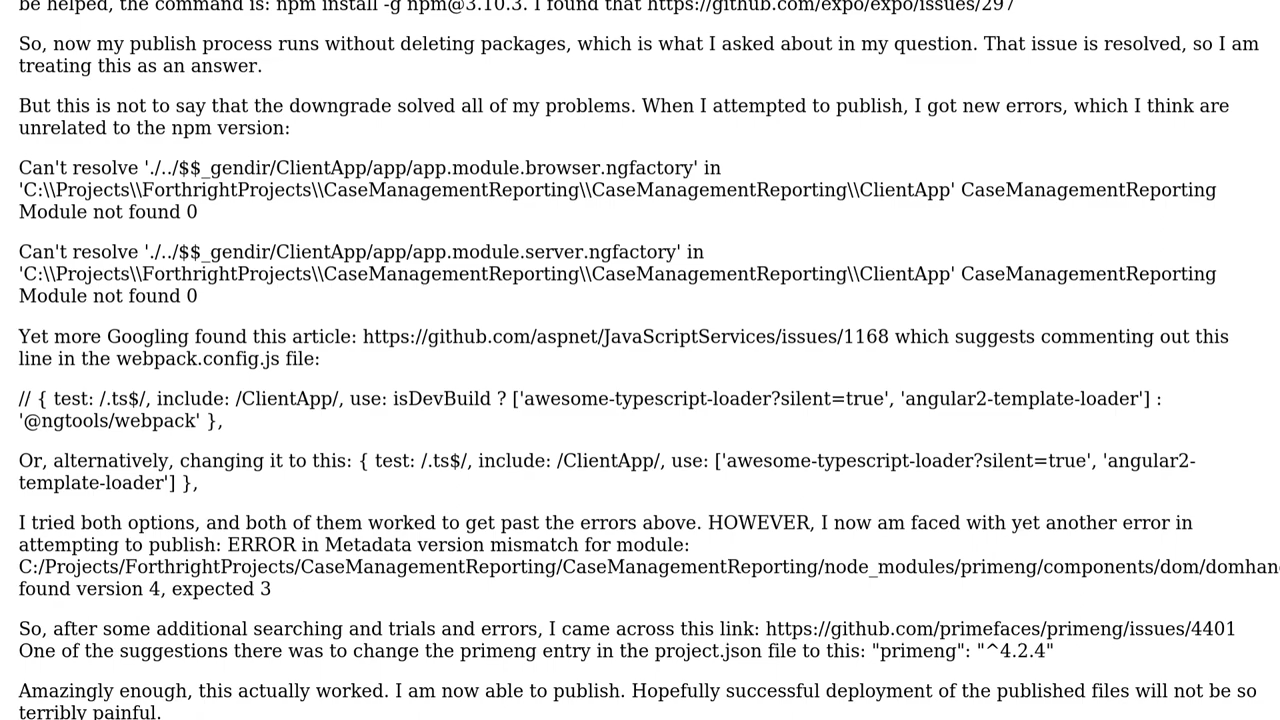 be helped, the command is: npm install -g npm@3.10.3. I found that https://github.com/expo/expo/issues/297
So, now my publish process runs without deleting packages, which is what I asked about in my question. That issue is resolved, so I am
treating this as an answer.
But this is not to say that the downgrade solved all of my problems. When I attempted to publish, I got new errors, which I think are
unrelated to the npm version:
Can't resolve './../$$_gendir/ClientApp/app/app.module.browser.ngfactory' in
'C:\\Projects\\ForthrightProjects\\CaseManagementReporting\\CaseManagementReporting\\ClientApp' CaseManagementReporting
Module not found 0
Can't resolve './../$$_gendir/ClientApp/app/app.module.server.ngfactory' in
'C:\\Projects\\ForthrightProjects\\CaseManagementReporting\\CaseManagementReporting\\ClientApp' CaseManagementReporting
Module not found 0
Yet more Googling found this article: https://github.com/aspnet/JavaScriptServices/issues/1168 which suggests commenting out this
line in the webpack.config.js file:
// { test: /.ts$/, include: /ClientApp/, use: isDevBuild ? ['awesome-typescript-loader?silent=true', 'angular2-template-loader'] :
'@ngtools/webpack' },
Or, alternatively, changing it to this: { test: /.ts$/, include: /ClientApp/, use: ['awesome-typescript-loader?silent=true', 'angular2-
template-loader'] },
I tried both options, and both of them worked to get past the errors above. HOWEVER, I now am faced with yet another error in
attempting to publish: ERROR in Metadata version mismatch for module:
C:/Projects/ForthrightProjects/CaseManagementReporting/CaseManagementReporting/node_modules/primeng/components/dom/domhan
found version 4, expected 3
So, after some additional searching and trials and errors, I came across this link: https://github.com/primefaces/primeng/issues/4401
One of the suggestions there was to change the primeng entry in the project.json file to this: "primeng": "^4.2.4"
Amazingly enough, this actually worked. I am now able to publish. Hopefully successful deployment of the published files will not be so
terribly painful.